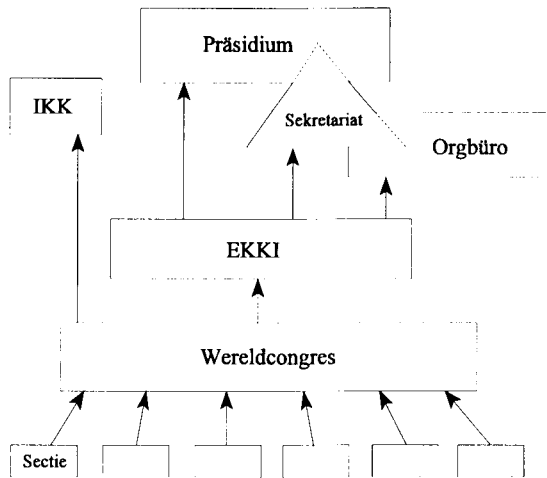 Präsidium
IKK
Sekretariat
Orgbüro
EKKI
Wereldcongres
Sectie